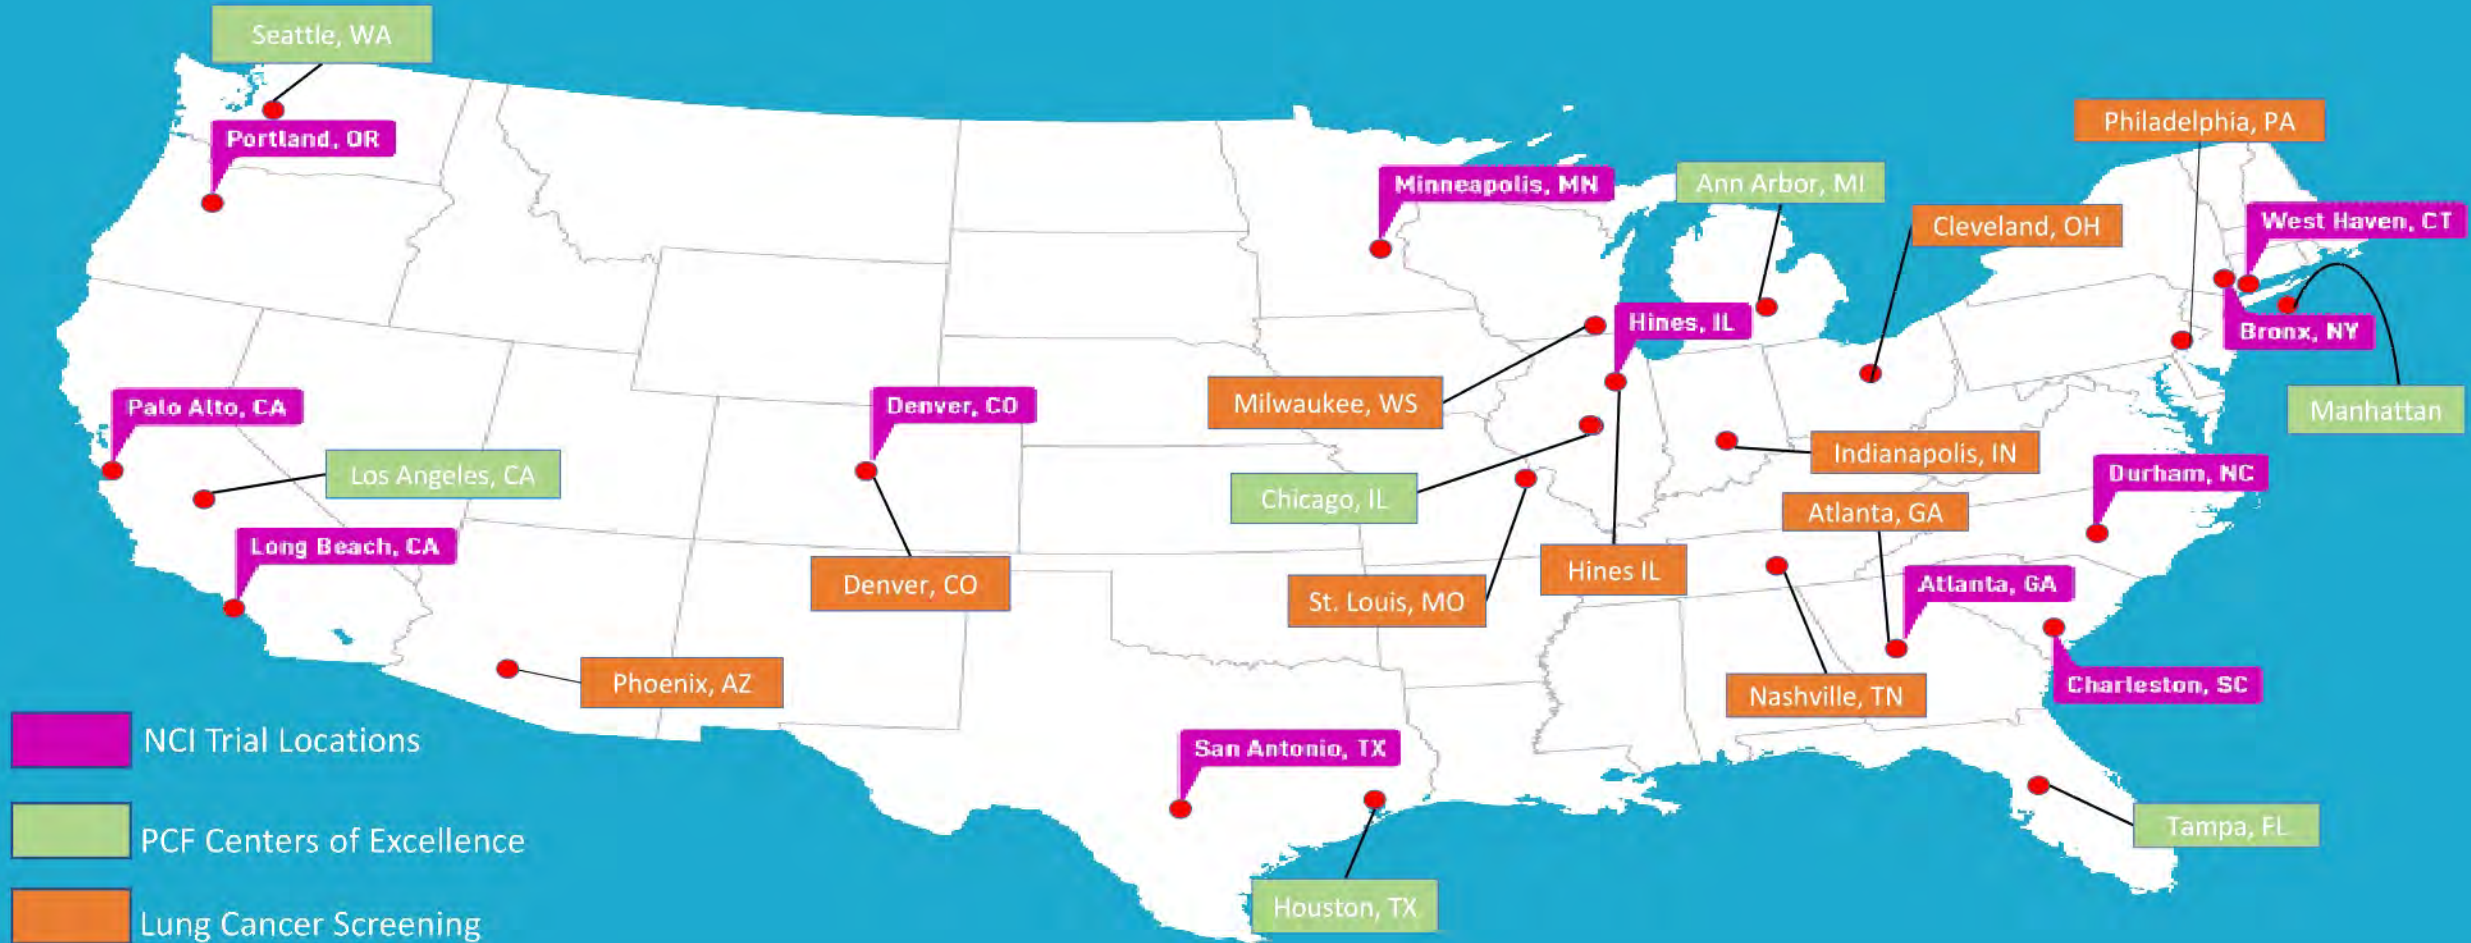 Seattle, WA
Portland, OR
Philadelphia, PA
Minneapolis, MN
Ann Arbor, MI
Cleveland, OH
West Haven, CT
Hines, IL
Bronx, NY
Palo Alto, CA
Denver, CO
Milwaukee, WS
Manhattan
Los Angeles, CA
Chicago, IL
Indianapolis, IN
Durham, NC
Atlanta, GA
Long Beach, CA
Denver, CO
St. Louis, MO
Hines IL
Atlanta, GA
Phoenix, AZ
Nashville, TN
Charleston, SC
San Antonio, TX
Tampa, FL
Houston, TX
NCI Trial Locations
PCF Centers of Excellence
Lung Cancer Screening